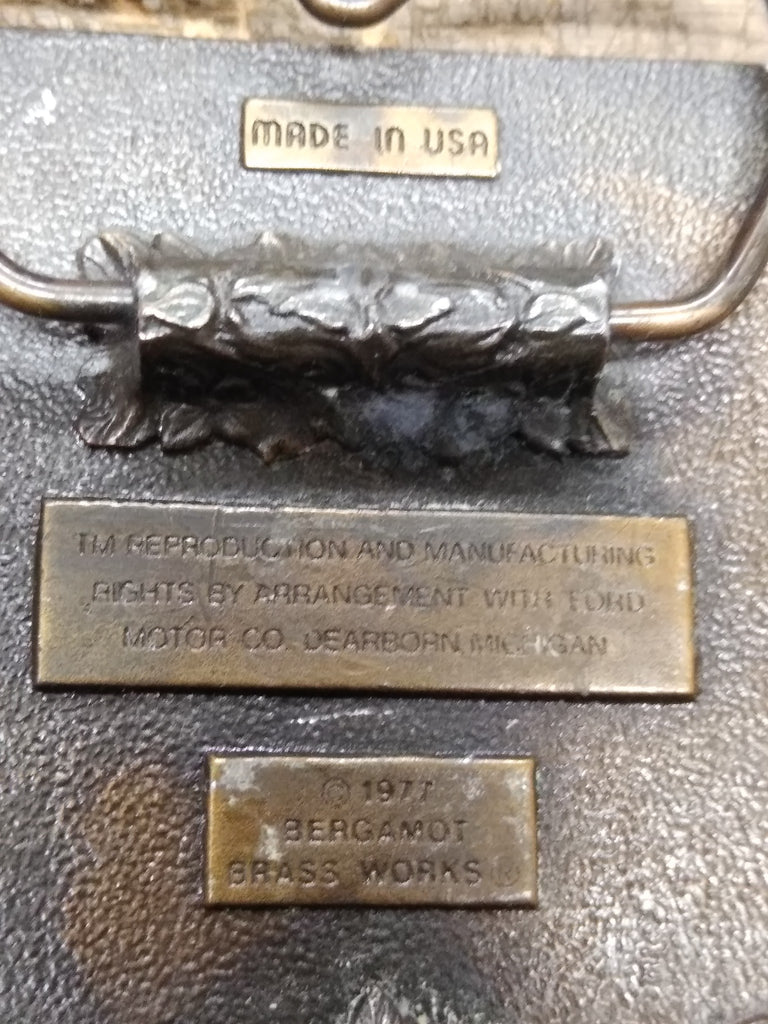 MADE IN USA
TM REPRODUCTION AND MANUFACTURING
RIGHTS BY ARRANGEMENT WITH FORD
MOTOR CO. DEARBORN, MICHIGAN
© 1977
BERGAMOT
BRASS WORKS ®